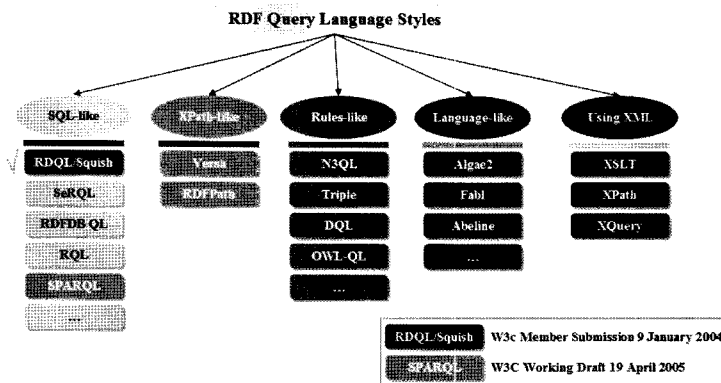 RDF Query Language Styles
SQL-like
XPath-like
Rules-like
Language-like
Using XML
RDQL/Squish
SeRQL
RDFDB QL
RQL
SPARQL
...
Versa
RDFPath
N3QL
Triple
DQL
OWL-QL
...
Algae2
Fabl
Abeline
...
XSLT
XPath
XQuery
RDQL/Squish W3c Member Submission 9 January 2004
SPARQL W3C Working Draft 19 April 2005